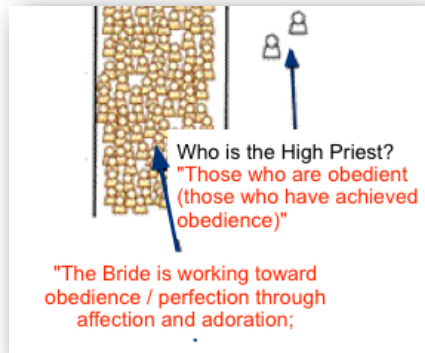 Who is the High Priest?
"Those who are obedient
(those who have achieved
obedience)"
"The Bride is working toward
obedience / perfection through
affection and adoration;
.